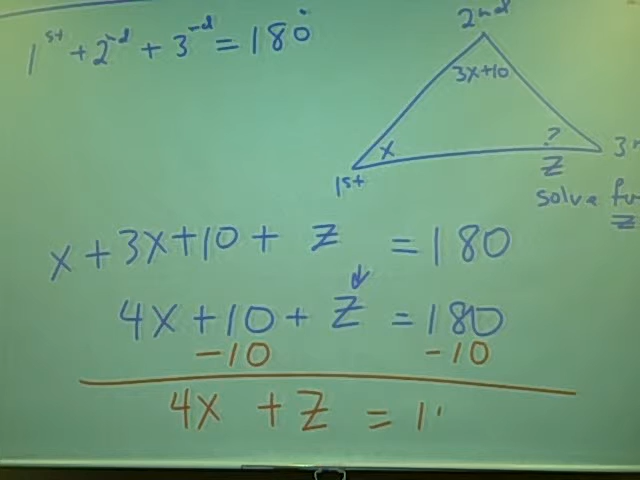 1st + 2nd + 3rd = 180°
2nd
3x+10
x
?
1st
z
solve
z
x + 3x + 10 + z = 180
4x + 10 + z = 180
-10 -10
4x + z = 1